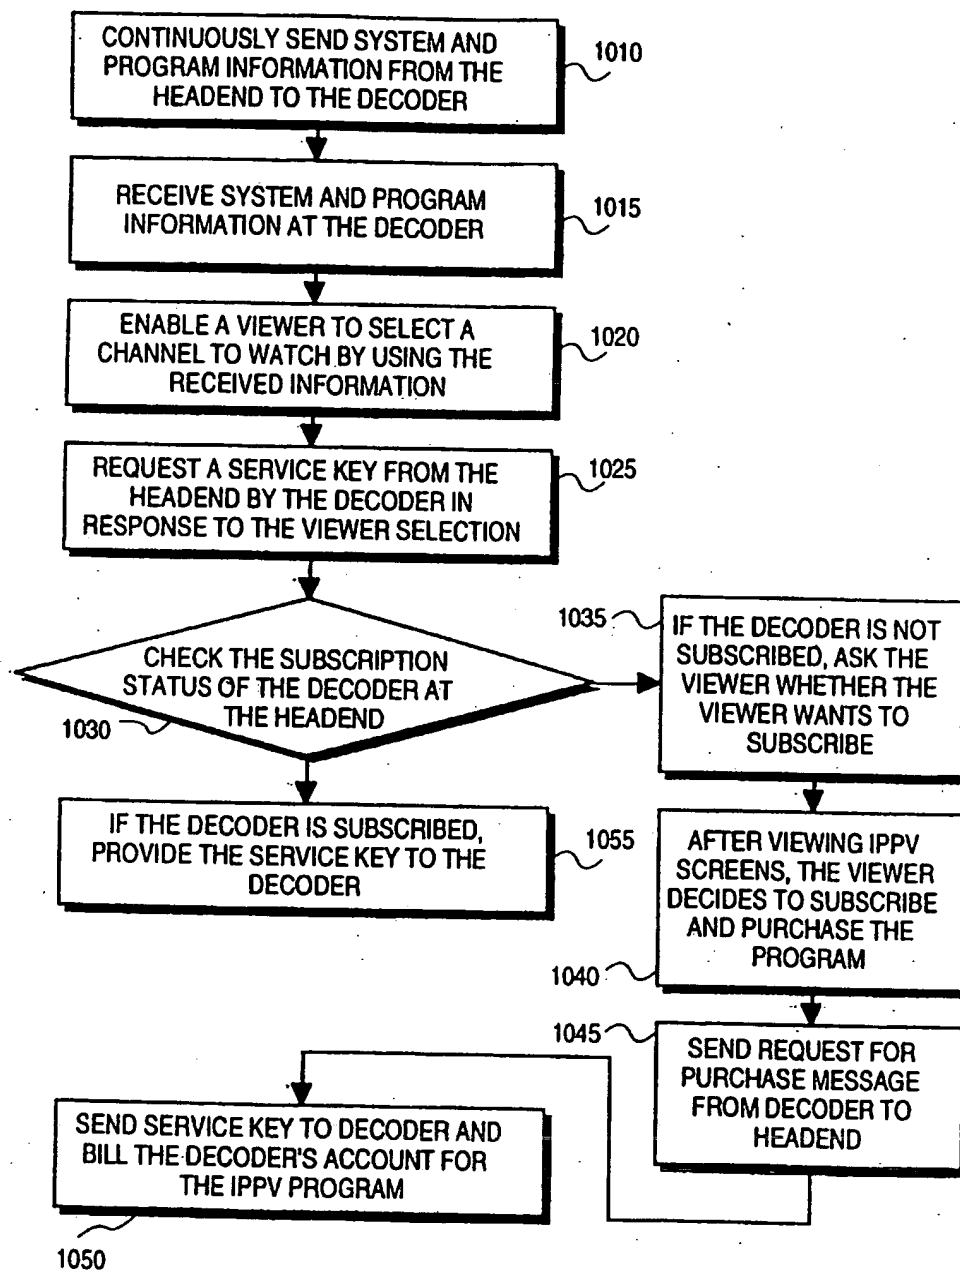 CONTINUOUSLY SEND SYSTEM AND
PROGRAM INFORMATION FROM THE
HEADEND TO THE DECODER
1010
RECEIVE SYSTEM AND PROGRAM
INFORMATION AT THE DECODER
1015
ENABLE A VIEWER TO SELECT A
CHANNEL TO WATCH BY USING THE
RECEIVED INFORMATION
1020
REQUEST A SERVICE KEY FROM THE
HEADEND BY THE DECODER IN
RESPONSE TO THE VIEWER SELECTION
1025
CHECK THE SUBSCRIPTION
STATUS OF THE DECODER AT
THE HEADEND
1030
1035
IF THE DECODER IS NOT
SUBSCRIBED, ASK THE
VIEWER WHETHER THE
VIEWER WANTS TO
SUBSCRIBE
IF THE DECODER IS SUBSCRIBED,
PROVIDE THE SERVICE KEY TO THE
DECODER
1055
AFTER VIEWING IPPV
SCREENS, THE VIEWER
DECIDES TO SUBSCRIBE
AND PURCHASE THE
PROGRAM
1040
1045
SEND REQUEST FOR
PURCHASE MESSAGE
FROM DECODER TO
HEADEND
SEND SERVICE KEY TO DECODER AND
BILL THE DECODER'S ACCOUNT FOR
THE IPPV PROGRAM
1050